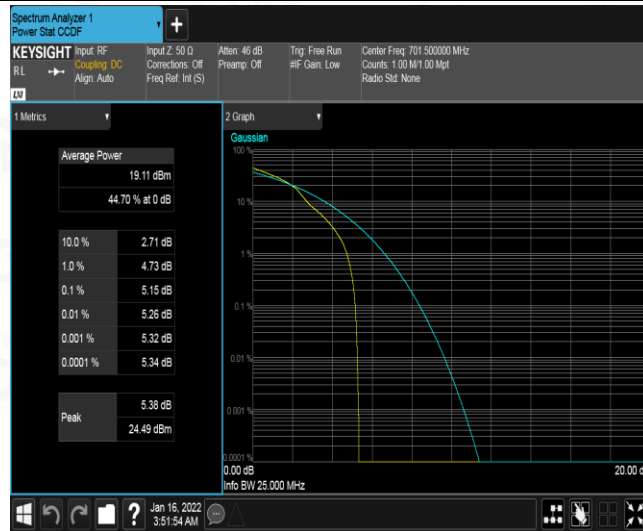 Spectrum Analyzer 1
Power Stat CCDF
+
KEYSIGHT
RL
LXI
Input: RF
Coupling: DC
Align: Auto
Input Z: 50 Ω
Corrections: Off
Freq Ref: Int (S)
Atten: 46 dB
Preamp: Off
Trig: Free Run
#IF Gain: Low
Center Freq: 701.500000 MHz
Counts: 1.00 M/1.00 Mpt
Radio Std: None
1 Metrics
Average Power
19.11 dBm
44.70 % at 0 dB
10.0 % 2.71 dB
1.0 % 4.73 dB
0.1 % 5.15 dB
0.01 % 5.26 dB
0.001 % 5.32 dB
0.0001 % 5.34 dB
Peak
5.38 dB
24.49 dBm
2 Graph
Gaussian
100 %
10 %
1 %
0.1 %
0.01 %
0.001 %
0.0001 %
0.00 dB
20.00 d
Info BW 25.000 MHz
?
Jan 16, 2022
3:51:54 AM